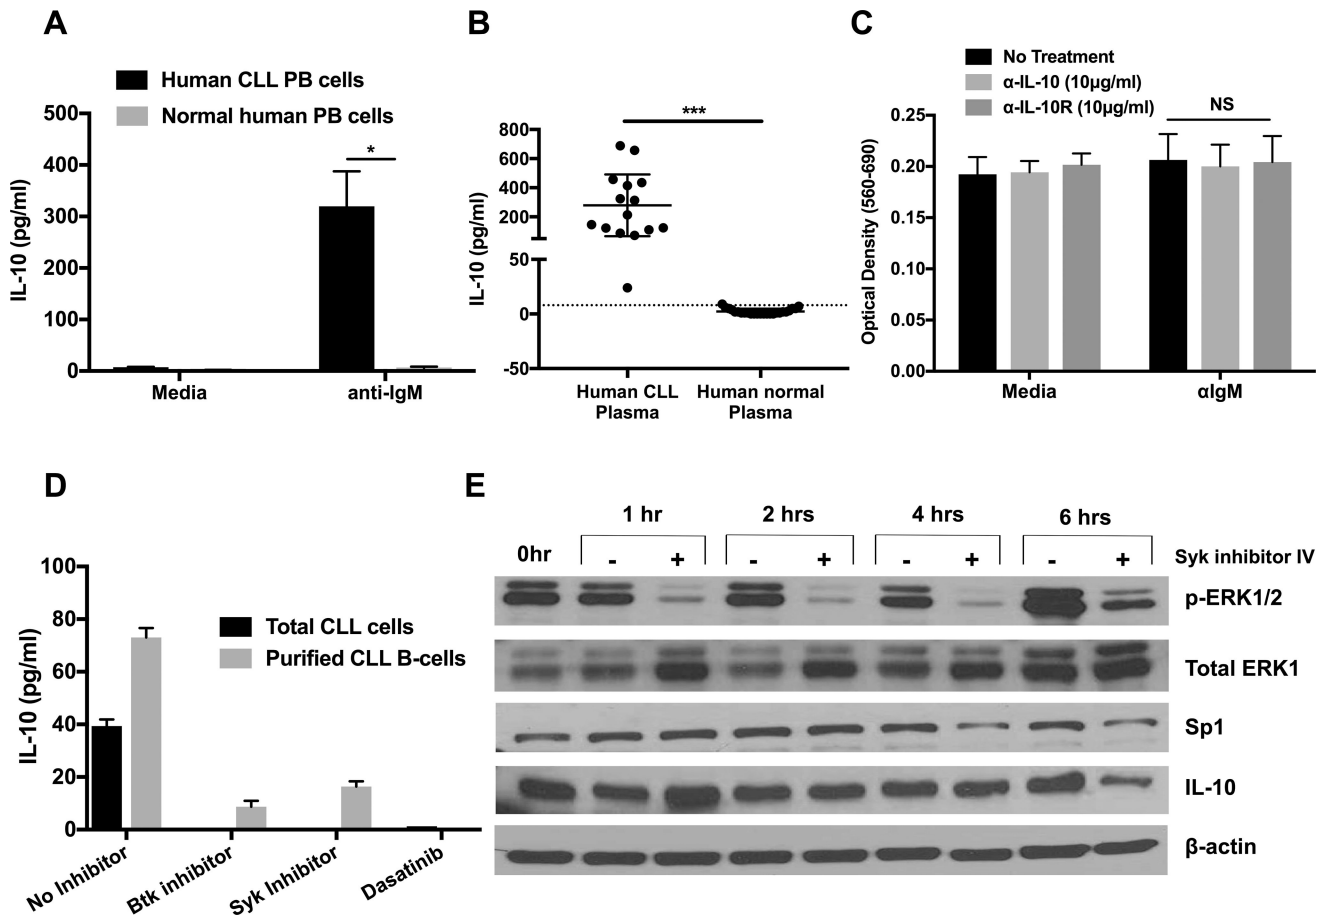 A
Human CLL PB cells
Normal human PB cells
IL-10 (pg/ml)
500
400
300
200
100
0
*
Media
anti-IgM
B
IL-10 (pg/ml)
800
600
400
200
50
0
-50
***
Human CLL
Plasma
Human normal
Plasma
C
No Treatment
α-IL-10 (10µg/ml)
α-IL-10R (10µg/ml)
Optical Density (560-690)
0.25
0.20
0.15
0.10
0.05
0.00
NS
Media
αIgM
D
IL-10 (pg/ml)
100
80
60
40
20
0
Total CLL cells
Purified CLL B-cells
No Inhibitor
Btk inhibitor
Syk Inhibitor
Dasatinib
E
1 hr
2 hrs
4 hrs
6 hrs
0hr
- + - + - + - +
Syk inhibitor IV
p-ERK1/2
Total ERK1
Sp1
IL-10
β-actin